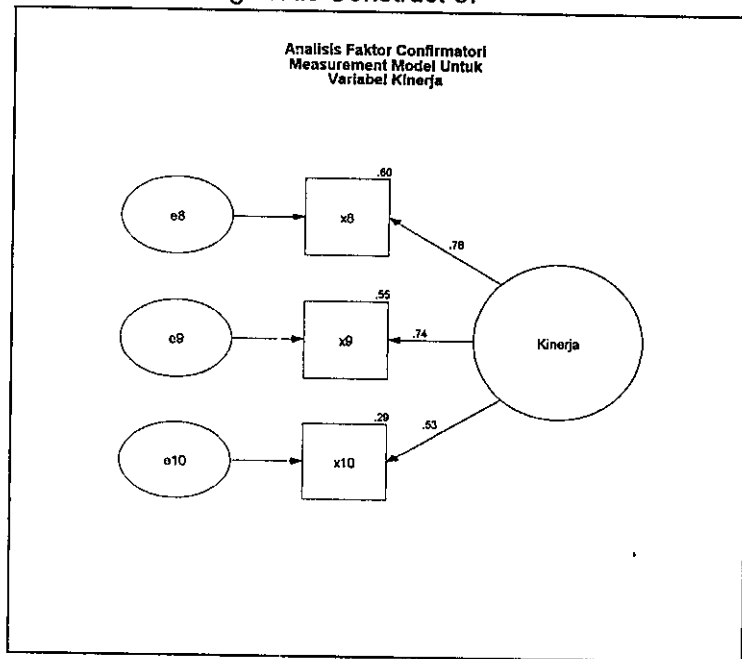 Construct
Analisis Faktor Confirmatori
Measurement Model Untuk
Variabel Kinerja
.60
e8
x8
.78
.55
e9
x9
.74
Kinerja
.29
e10
x10
.53